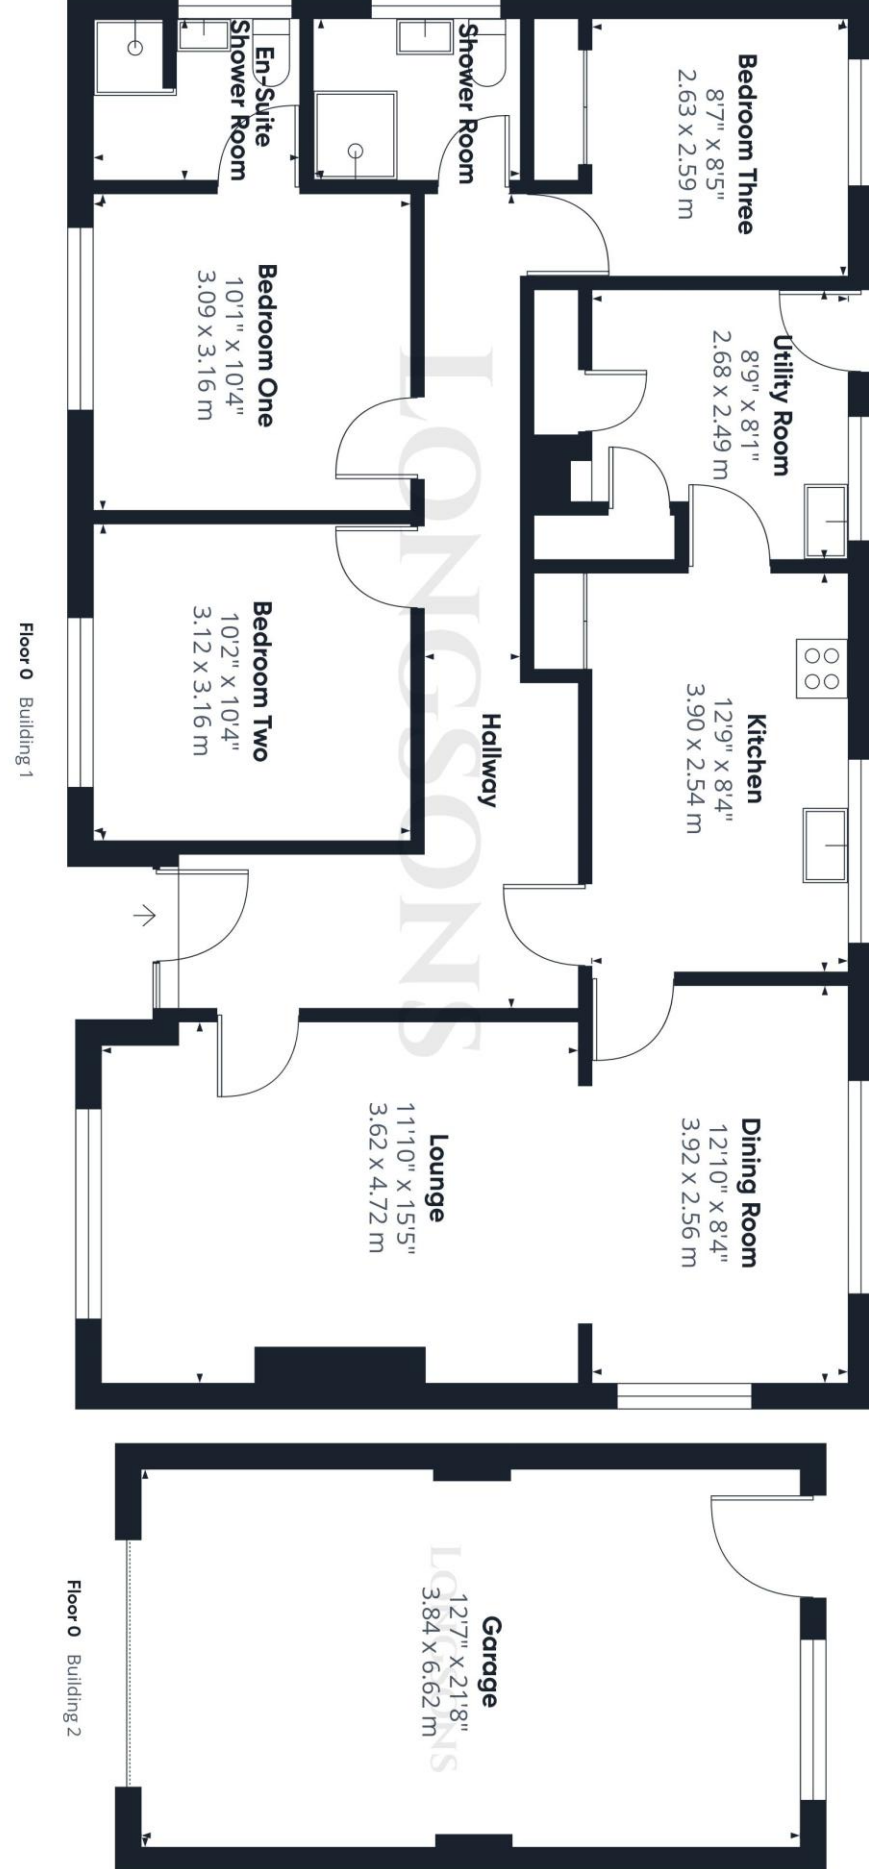 Bedroom Three
8'7" x 8'5"
2.63 x 2.59 m
Utility Room
8'9" x 8'1"
2.68 x 2.49 m
Kitchen
12'9" x 8'4"
3.90 x 2.54 m
Dining Room
12'10" x 8'4"
3.92 x 2.56 m
Shower Room
Hallway
En-Suite
Shower Room
Bedroom One
10'1" x 10'4"
3.09 x 3.16 m
Bedroom Two
10'2" x 10'4"
3.12 x 3.16 m
Lounge
11'10" x 15'5"
3.62 x 4.72 m
LONGSONS
Floor 0 Building 1
Garage
12'7" x 21'8"
3.84 x 6.62 m
LONGSONS
Floor 0 Building 2